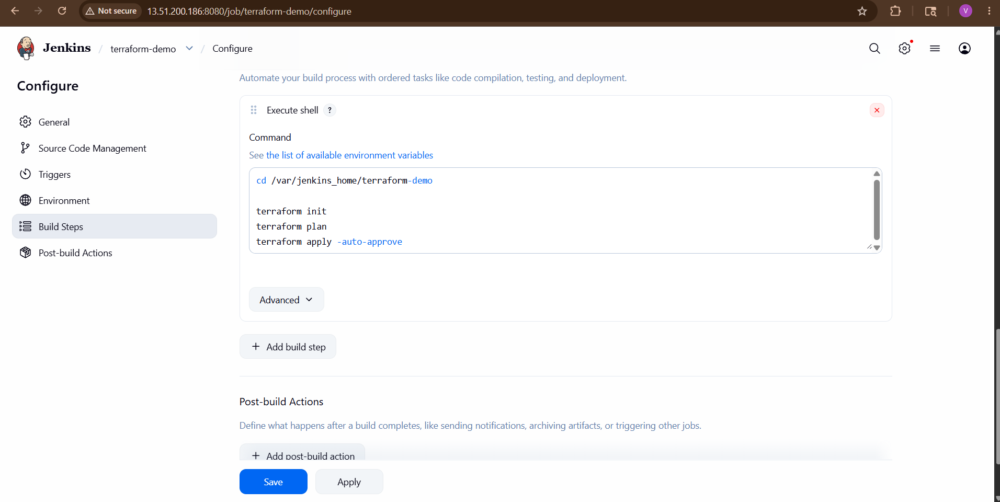 Not secure
13.51.200.186:8080/job/terraform-demo/configure
V
Jenkins / terraform-demo / Configure
Configure
General
Source Code Management
Triggers
Environment
Build Steps
Post-build Actions
Automate your build process with ordered tasks like code compilation, testing, and deployment.
Execute shell ?
Command
See the list of available environment variables
cd /var/jenkins_home/terraform-demo
terraform init
terraform plan
terraform apply -auto-approve
Advanced
+ Add build step
Post-build Actions
Define what happens after a build completes, like sending notifications, archiving artifacts, or triggering other jobs.
+ Add post-build action
Save
Apply